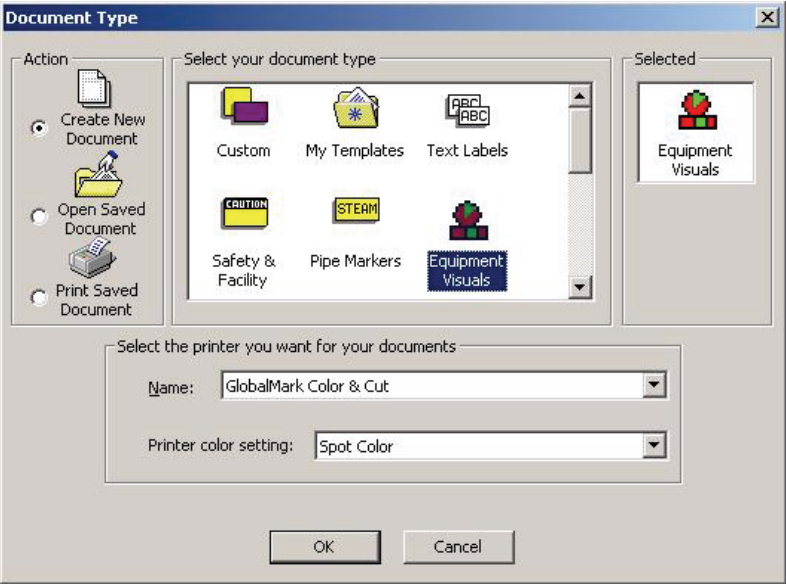 Document Type
Action
Create New
Document
Open Saved
Document
Print Saved
Document
Select your document type
ABC
ABC
Custom
My Templates
Text Labels
CAUTION
STEAM
Safety &
Facility
Pipe Markers
Equipment
Visuals
Selected
Equipment
Visuals
Select the printer you want for your documents
Name:
GlobalMark Color & Cut
Printer color setting:
Spot Color
OK
Cancel